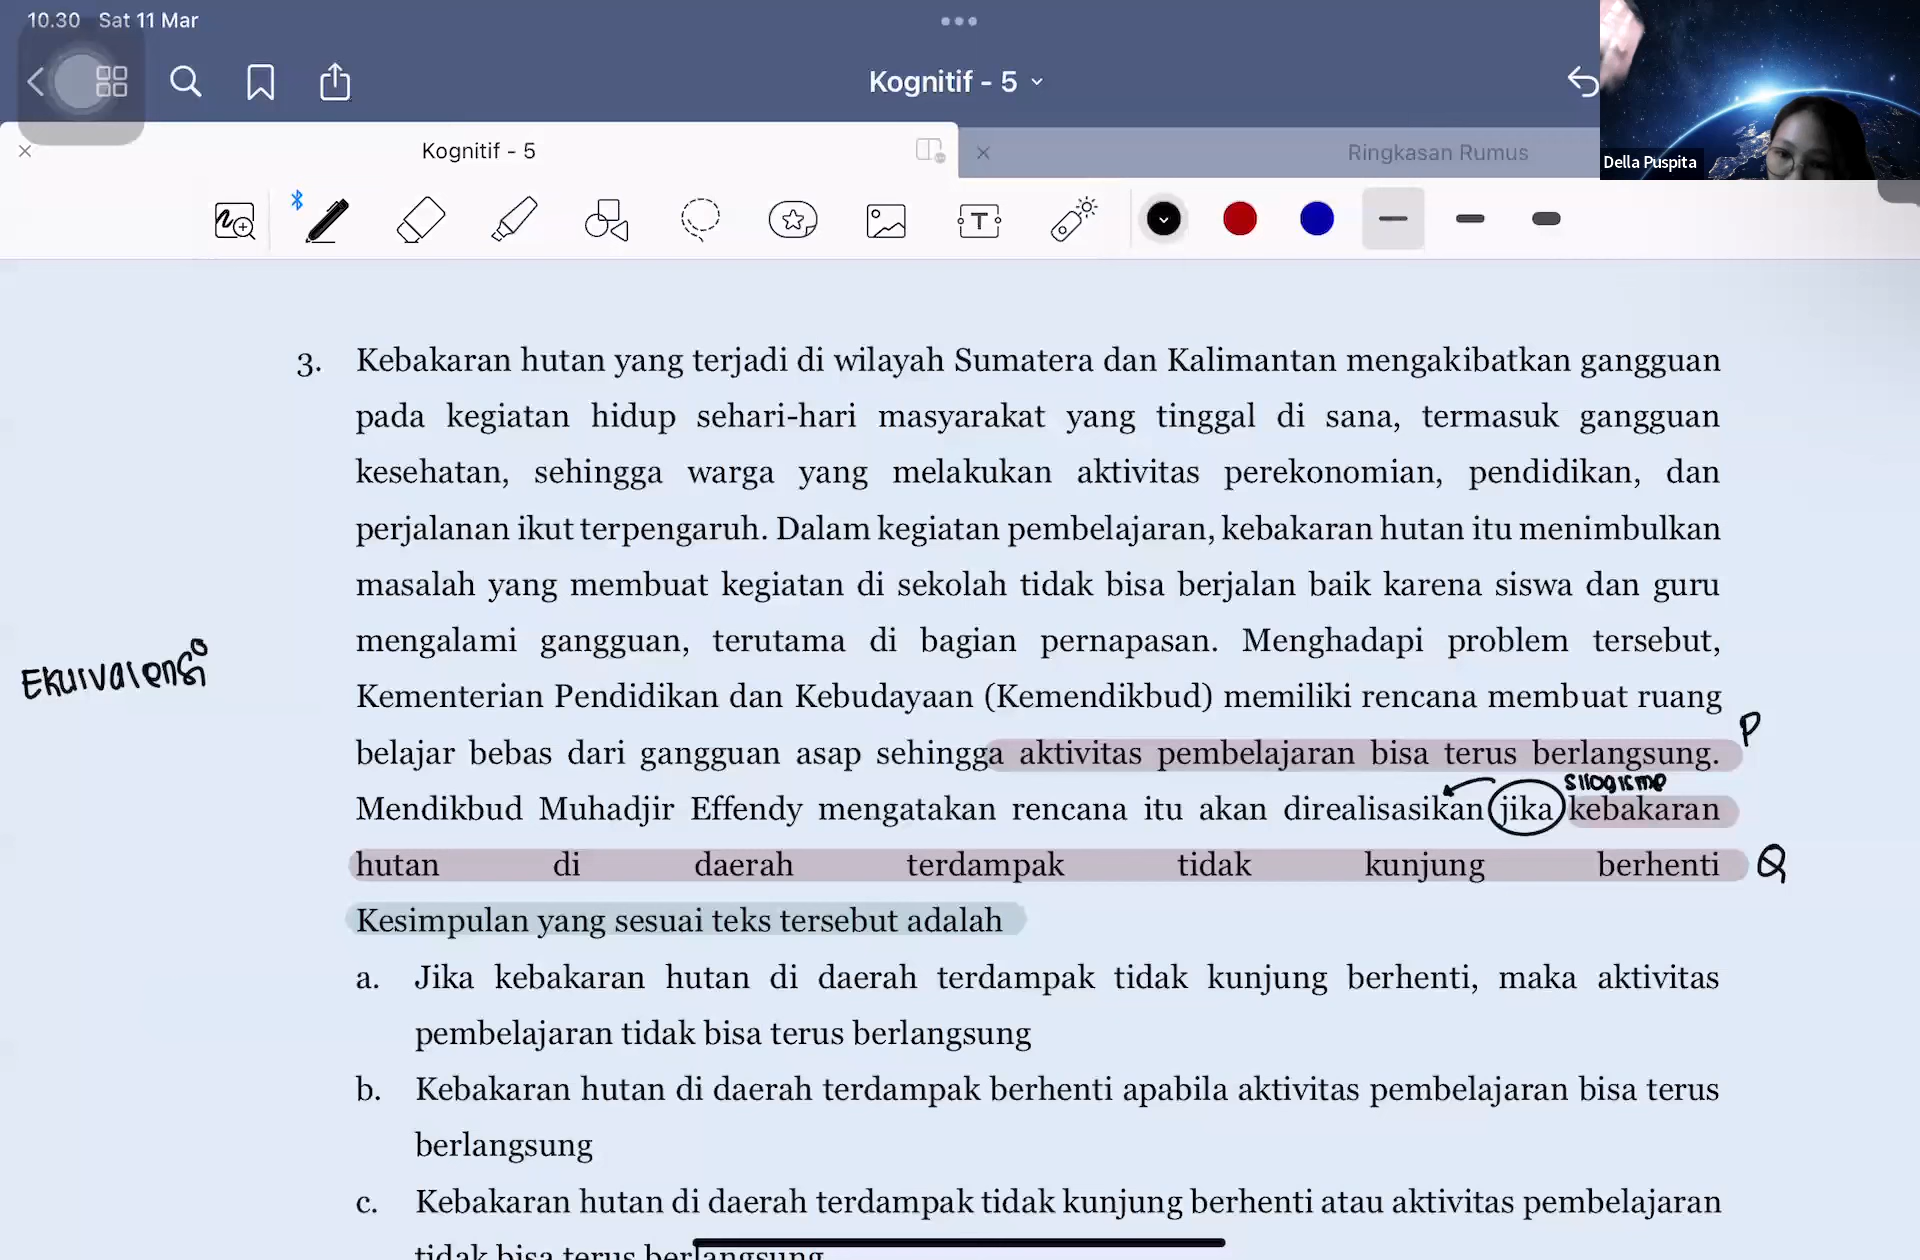 10.30 Sat 11 Mar
Kognitif - 5
Della Puspita
Kognitif - 5
Ringkasan Rumus
T
3. Kebakaran hutan yang terjadi di wilayah Sumatera dan Kalimantan mengakibatkan gangguan
pada kegiatan hidup sehari-hari masyarakat yang tinggal di sana, termasuk gangguan
kesehatan, sehingga warga yang melakukan aktivitas perekonomian, pendidikan, dan
perjalanan ikut terpengaruh. Dalam kegiatan pembelajaran, kebakaran hutan itu menimbulkan
masalah yang membuat kegiatan di sekolah tidak bisa berjalan baik karena siswa dan guru
mengalami gangguan, terutama di bagian pernapasan. Menghadapi problem tersebut,
Ekuivalensi
Kementerian Pendidikan dan Kebudayaan (Kemendikbud) memiliki rencana membuat ruang
belajar bebas dari gangguan asap sehingga aktivitas pembelajaran bisa terus berlangsung. P
silogisme
Mendikbud Muhadjir Effendy mengatakan rencana itu akan direalisasikan jika kebakaran
hutan di daerah terdampak tidak kunjung berhenti Q
Kesimpulan yang sesuai teks tersebut adalah
a. Jika kebakaran hutan di daerah terdampak tidak kunjung berhenti, maka aktivitas
pembelajaran tidak bisa terus berlangsung
b. Kebakaran hutan di daerah terdampak berhenti apabila aktivitas pembelajaran bisa terus
berlangsung
c. Kebakaran hutan di daerah terdampak tidak kunjung berhenti atau aktivitas pembelajaran
tidak bisa terus berlangsung